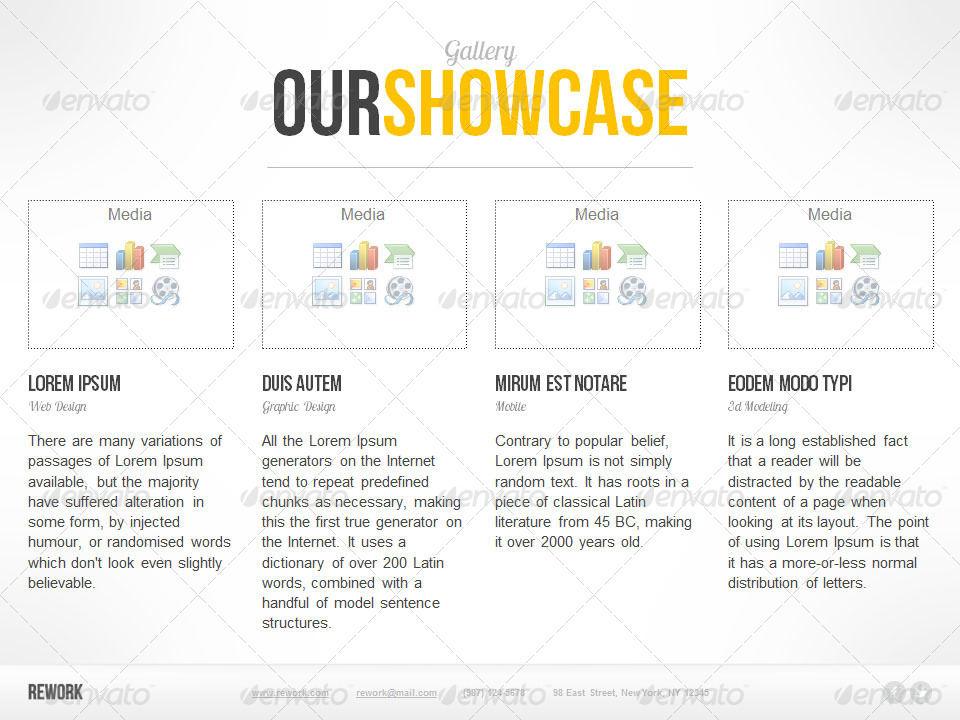 Gallery
OURSHOWCASE
Media
Media
Media
Media
LOREM IPSUM
Web Design
There are many variations of
passages of Lorem Ipsum
available, but the majority
have suffered alteration in
some form, by injected
humour, or randomised words
which don't look even slightly
believable.
DUIS AUTEM
Graphic Design
All the Lorem Ipsum
generators on the Internet
tend to repeat predefined
chunks as necessary, making
this the first true generator on
the Internet. It uses a
dictionary of over 200 Latin
words, combined with a
handful of model sentence
structures.
MIRUM EST NOTARE
Mobile
Contrary to popular belief,
Lorem Ipsum is not simply
random text. It has roots in a
piece of classical Latin
literature from 45 BC, making
it over 2000 years old.
EODEM MODO TYPI
3d Modeling
It is a long established fact
that a reader will be
distracted by the readable
content of a page when
looking at its layout. The point
of using Lorem Ipsum is that
it has a more-or-less normal
distribution of letters.
REWORK
www.rework.com rework@mail.com (987) 124-5678 98 East Street, New York, NY 12345
envato